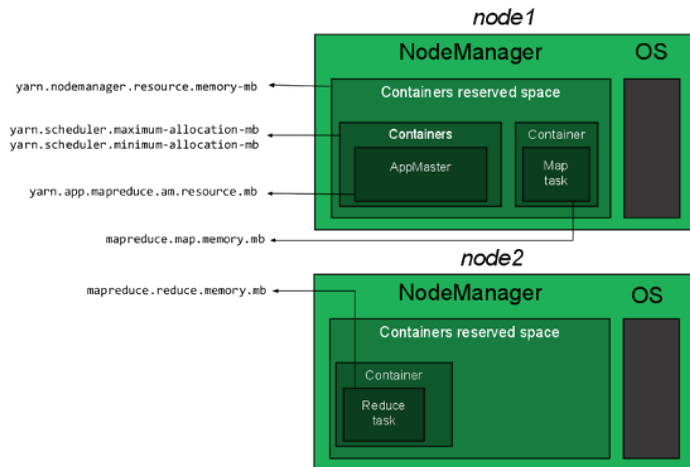 node1
NodeManager OS
yarn.nodemanager.resource.memory-mb
Containers reserved space
yarn.scheduler.maximum-allocation-mb
yarn.scheduler.minimum-allocation-mb
Containers
Container
AppMaster
Map
task
yarn.app.mapreduce.am.resource.mb
mapreduce.map.memory.mb
node2
mapreduce.reduce.memory.mb
NodeManager OS
Containers reserved space
Container
Reduce
task